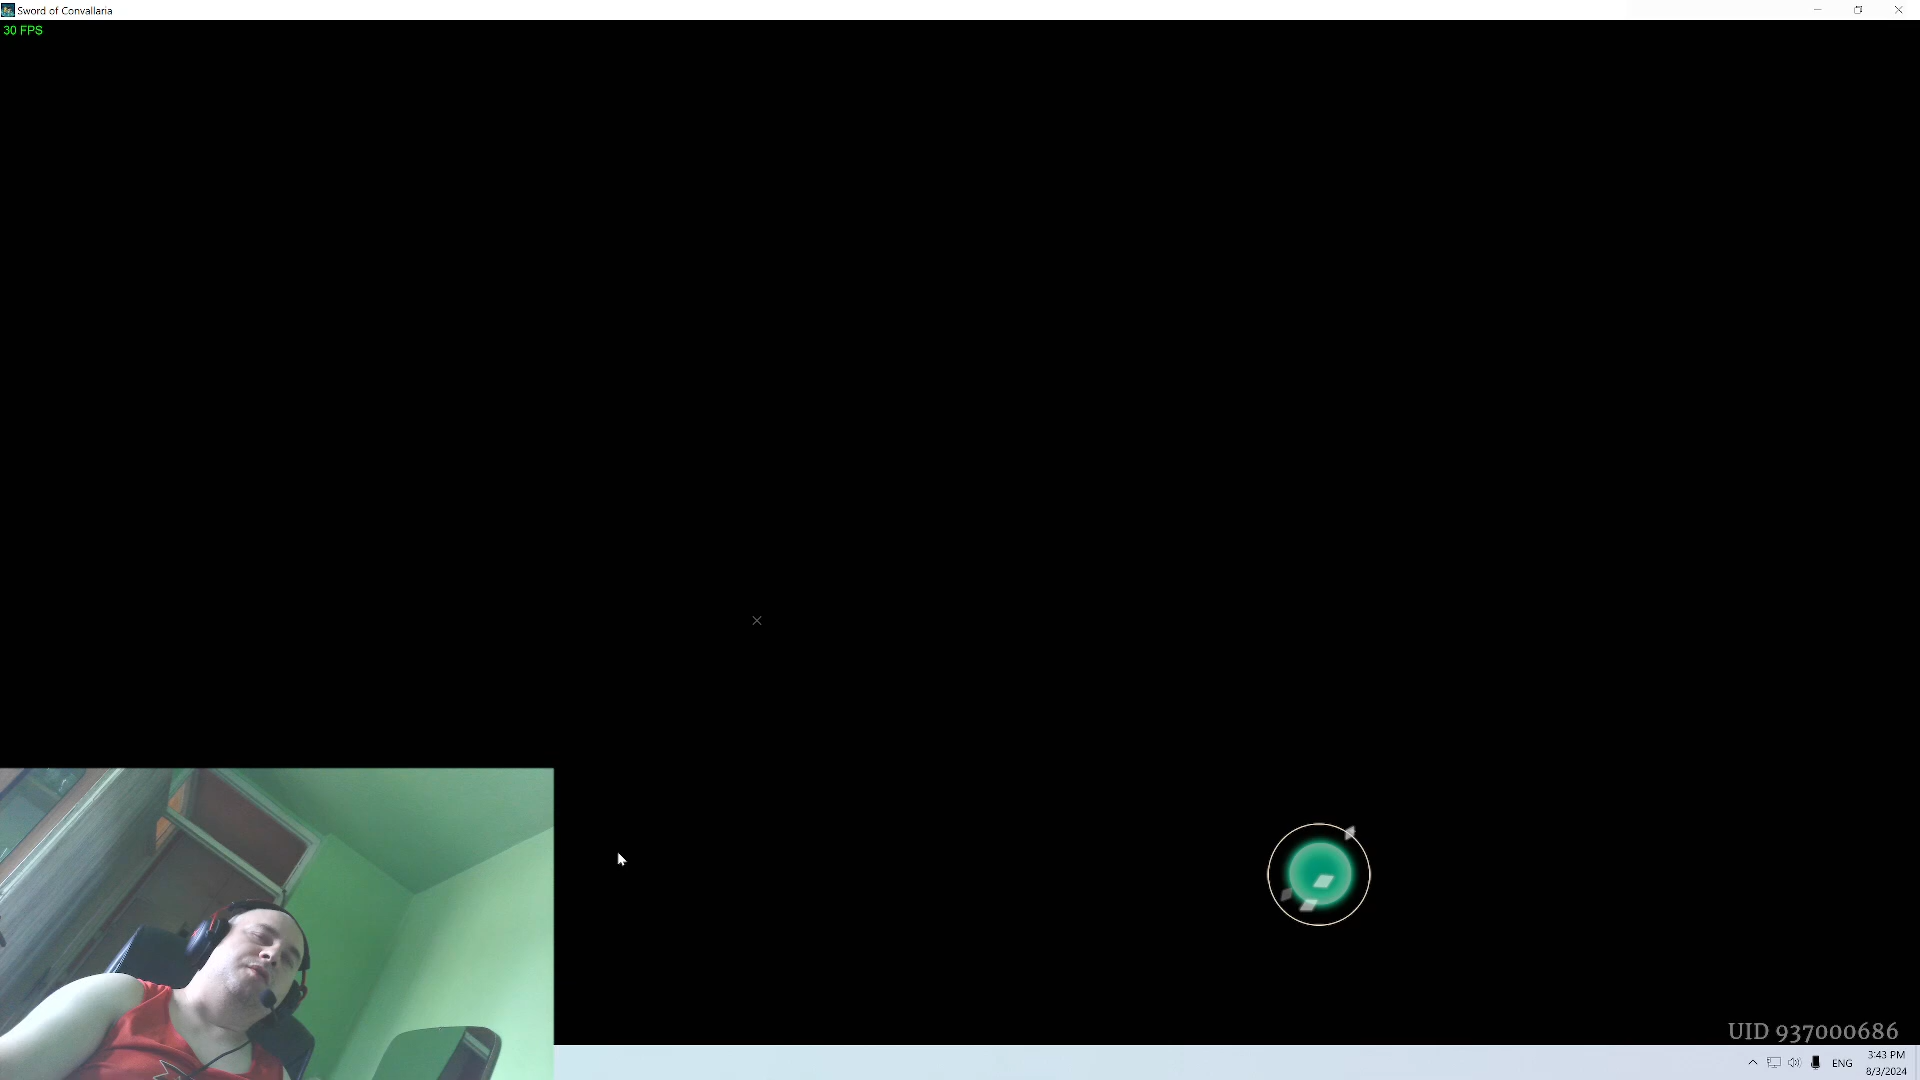 Sword of Convallaria
30 FPS
UID 937000686
ENG
3:43 PM
8/3/2024